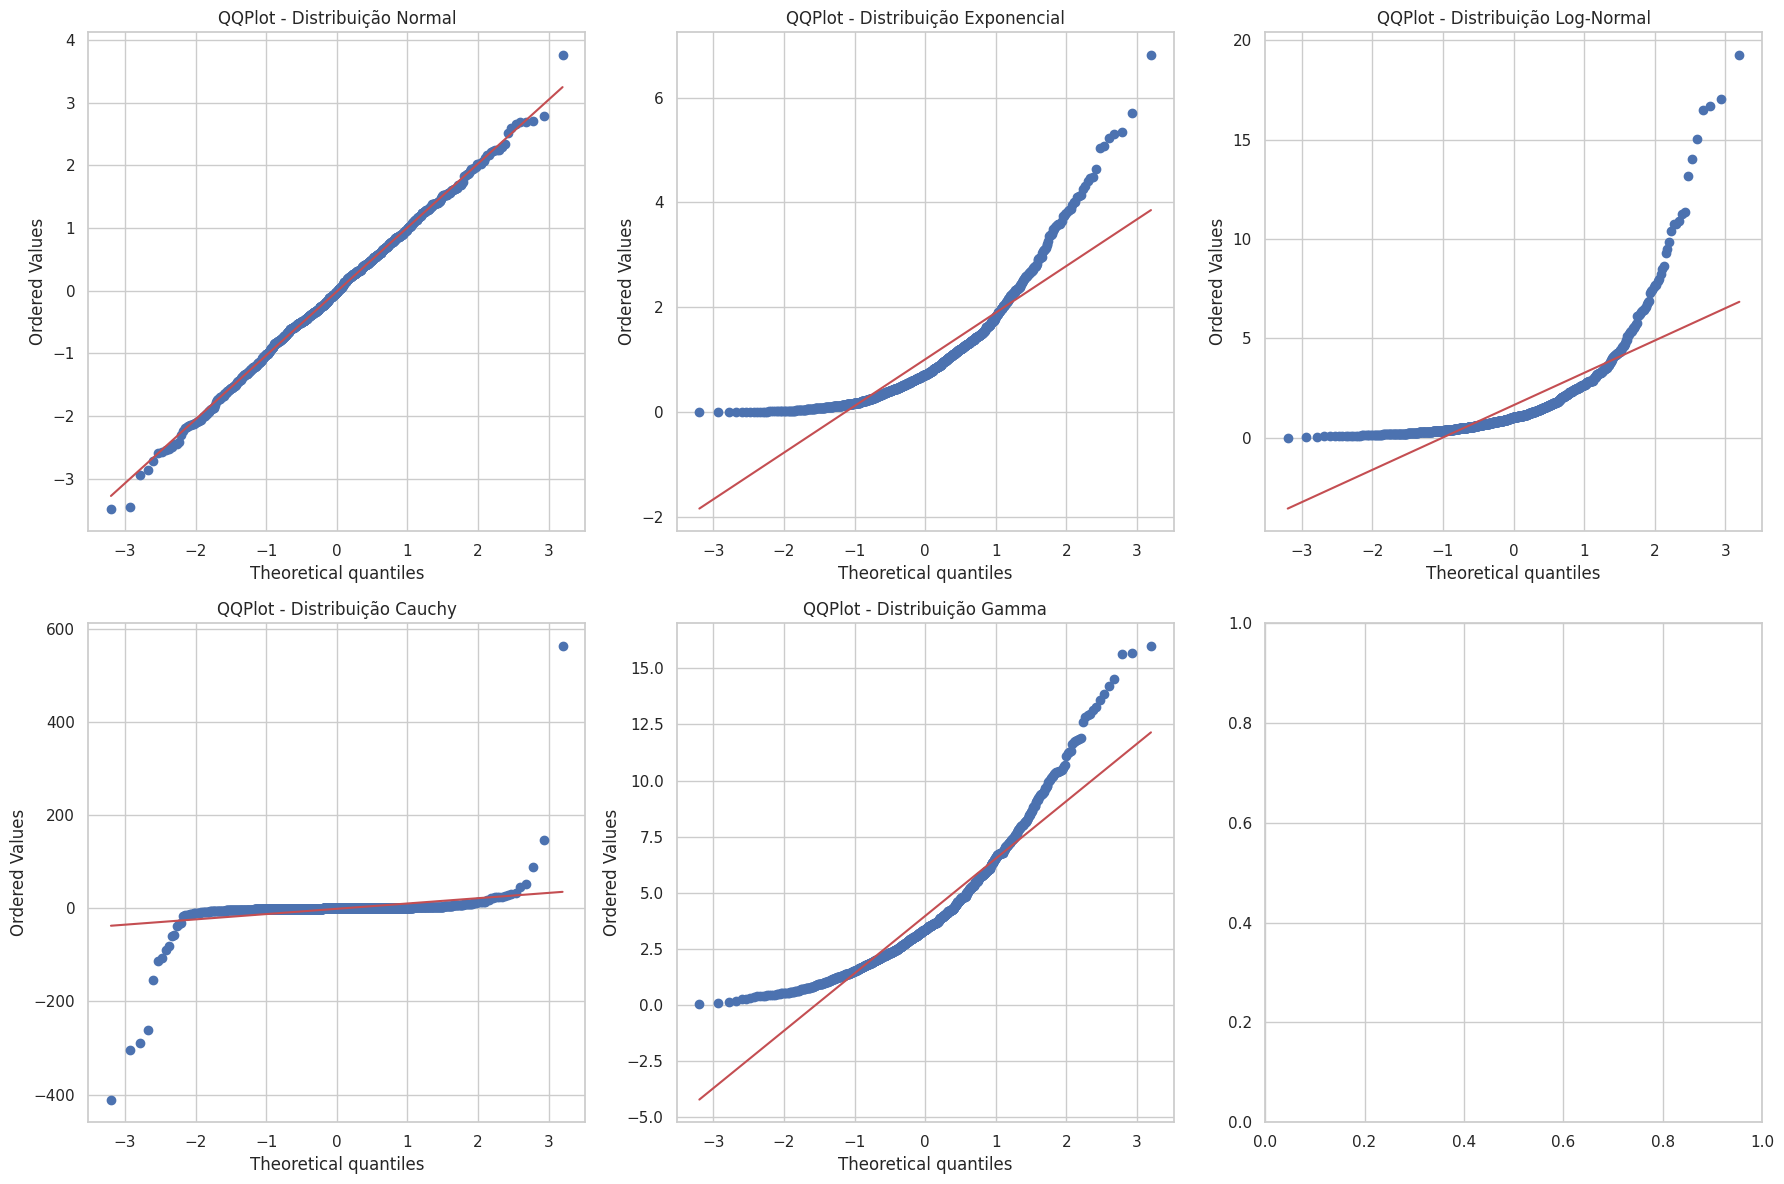 QQPlot - Distribuição Normal
4
3
2
1
0
−1
−2
−3
Ordered Values
−3 −2 −1 0 1 2 3
Theoretical quantiles
QQPlot - Distribuição Exponencial
6
4
2
0
−2
Ordered Values
−3 −2 −1 0 1 2 3
Theoretical quantiles
QQPlot - Distribuição Log-Normal
20
15
10
5
0
Ordered Values
−3 −2 −1 0 1 2 3
Theoretical quantiles
QQPlot - Distribuição Cauchy
600
400
200
0
−200
−400
Ordered Values
−3 −2 −1 0 1 2 3
Theoretical quantiles
QQPlot - Distribuição Gamma
15.0
12.5
10.0
7.5
5.0
2.5
0.0
−2.5
−5.0
Ordered Values
−3 −2 −1 0 1 2 3
Theoretical quantiles
1.0
0.8
0.6
0.4
0.2
0.0
0.0 0.2 0.4 0.6 0.8 1.0